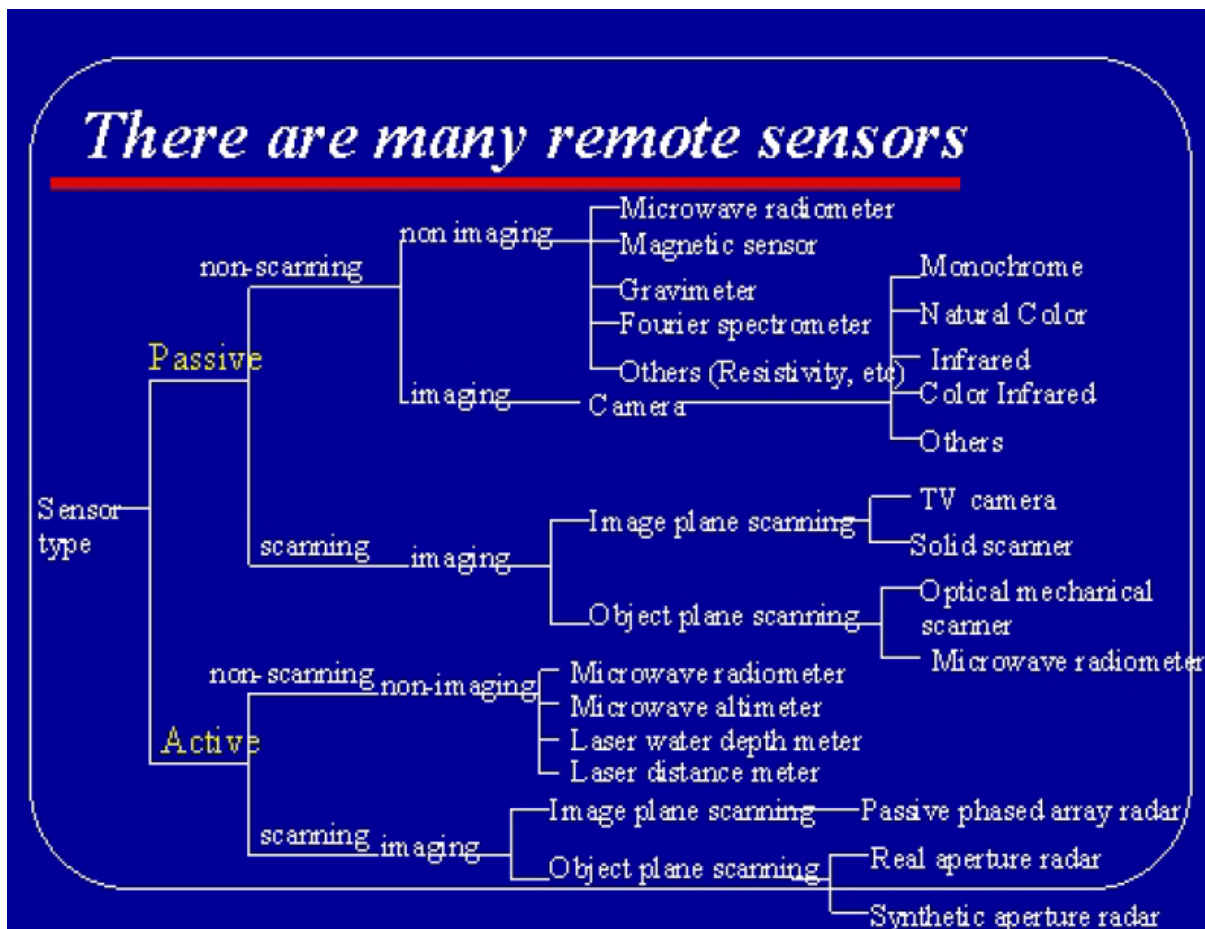 There are many remote sensors
Microwave radiometer
non imaging
Magnetic sensor
non-scanning
Monochrome
Gravimeter
Natural Color
Fourier spectrometer
Passive
Infrared
Others (Resistivity, etc)
imaging
Camera
Color Infrared
Others
Sensor
type
TV camera
Image plane scanning
scanning
imaging
Solid scanner
Optical mechanical
scanner
Object plane scanning
Microwave radiometer
non-scanning
non-imaging
Microwave radiometer
Microwave altimeter
Active
Laser water depth meter
Laser distance meter
Image plane scanning
Passive phased array radar
scanning
imaging
Object plane scanning
Real aperture radar
Synthetic aperture radar